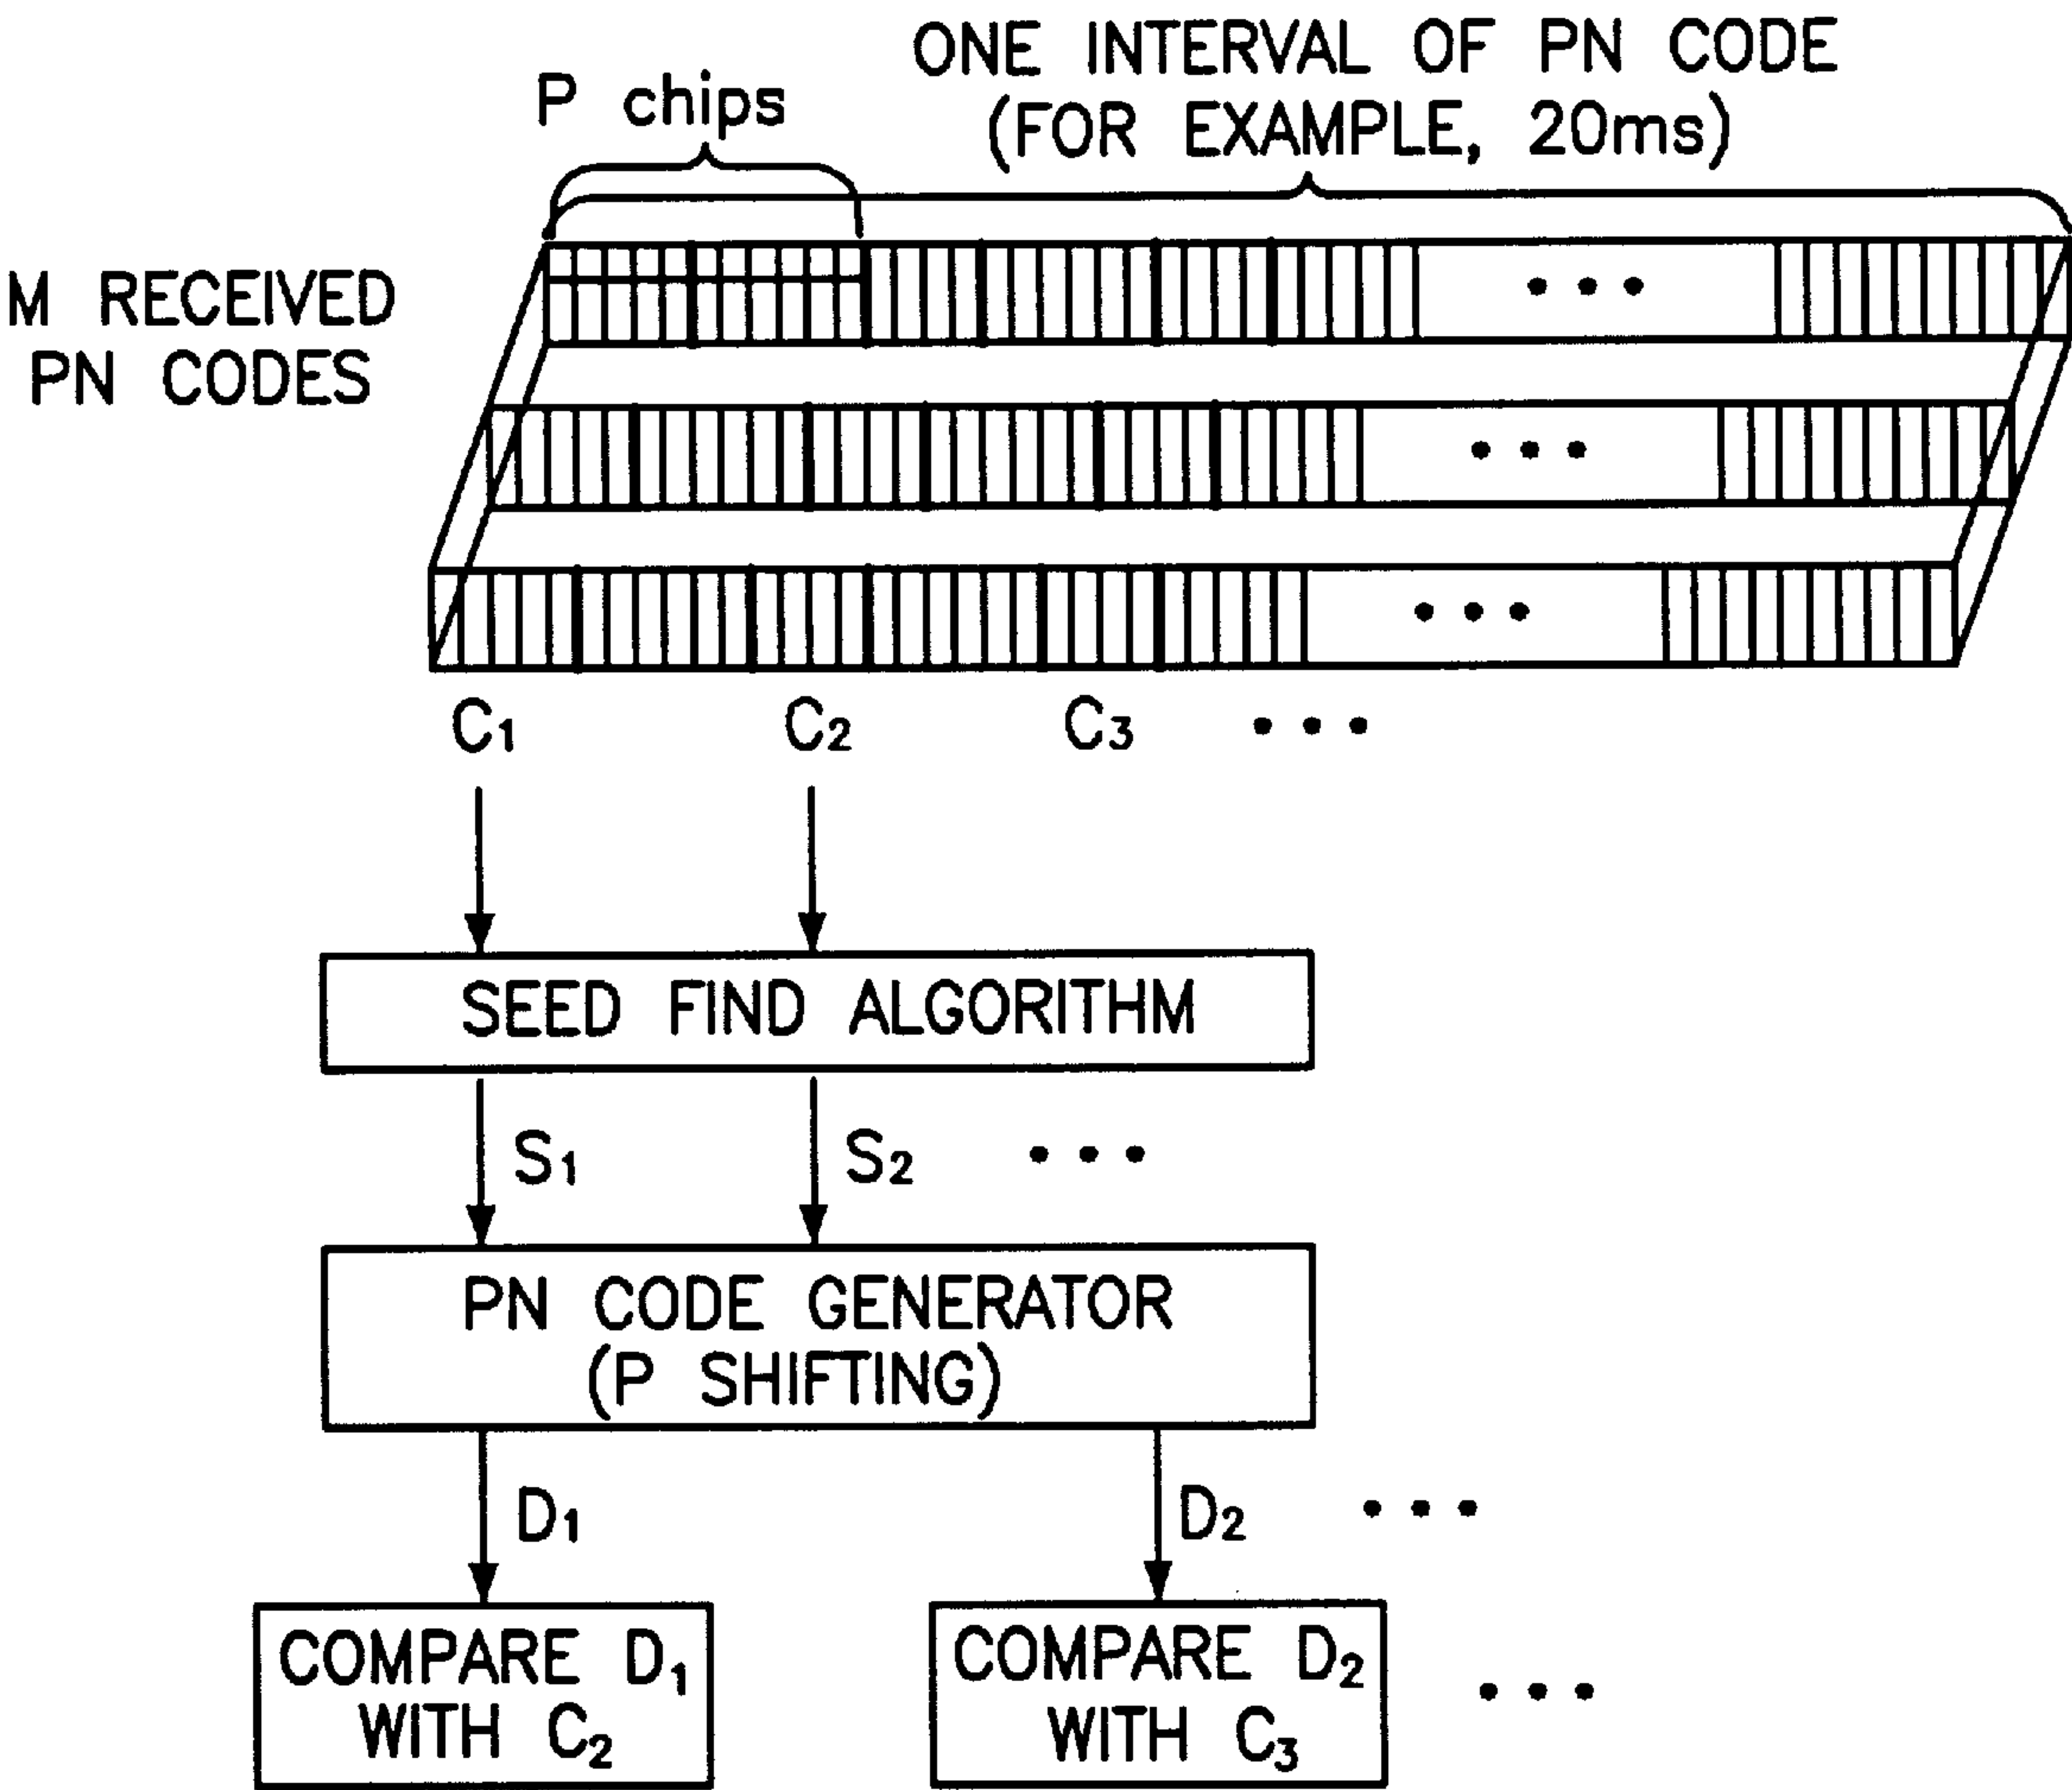 ONE INTERVAL OF PN CODE
(FOR EXAMPLE, 20ms)
P chips
M RECEIVED
PN CODES
• • •
• • •
• • •
C₁ C₂ C₃ • • •
SEED FIND ALGORITHM
S₁ S₂ • • •
PN CODE GENERATOR
(P SHIFTING)
D₁ D₂ • • •
COMPARE D₁
WITH C₂
COMPARE D₂
WITH C₃
• • •